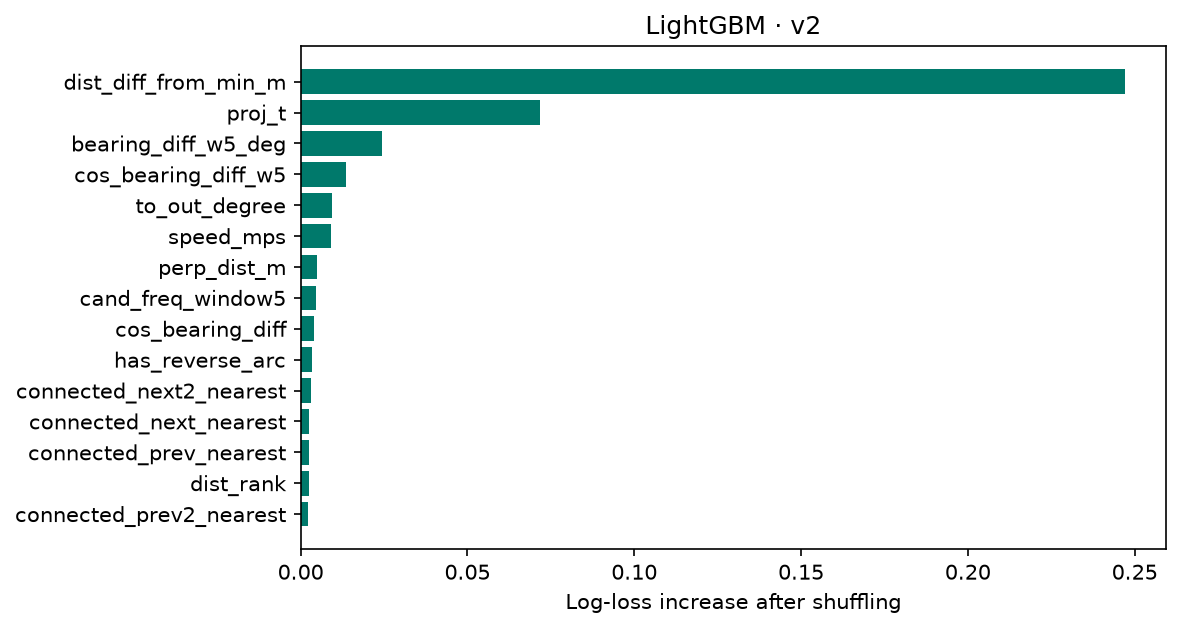 LightGBM · v2
dist_diff_from_min_m
proj_t
bearing_diff_w5_deg
cos_bearing_diff_w5
to_out_degree
speed_mps
perp_dist_m
cand_freq_window5
cos_bearing_diff
has_reverse_arc
connected_next2_nearest
connected_next_nearest
connected_prev_nearest
dist_rank
connected_prev2_nearest
0.00 0.05 0.10 0.15 0.20 0.25
Log-loss increase after shuffling